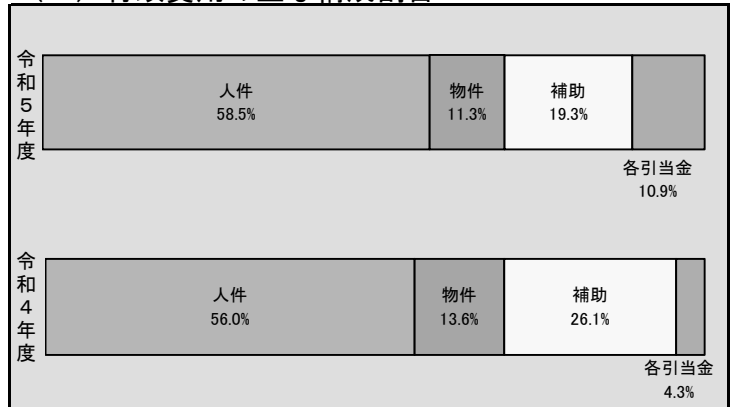 令和5年度
人件
58.5%
物件
11.3%
補助
19.3%
各引当金
10.9%
令和4年度
人件
56.0%
物件
13.6%
補助
26.1%
各引当金
4.3%